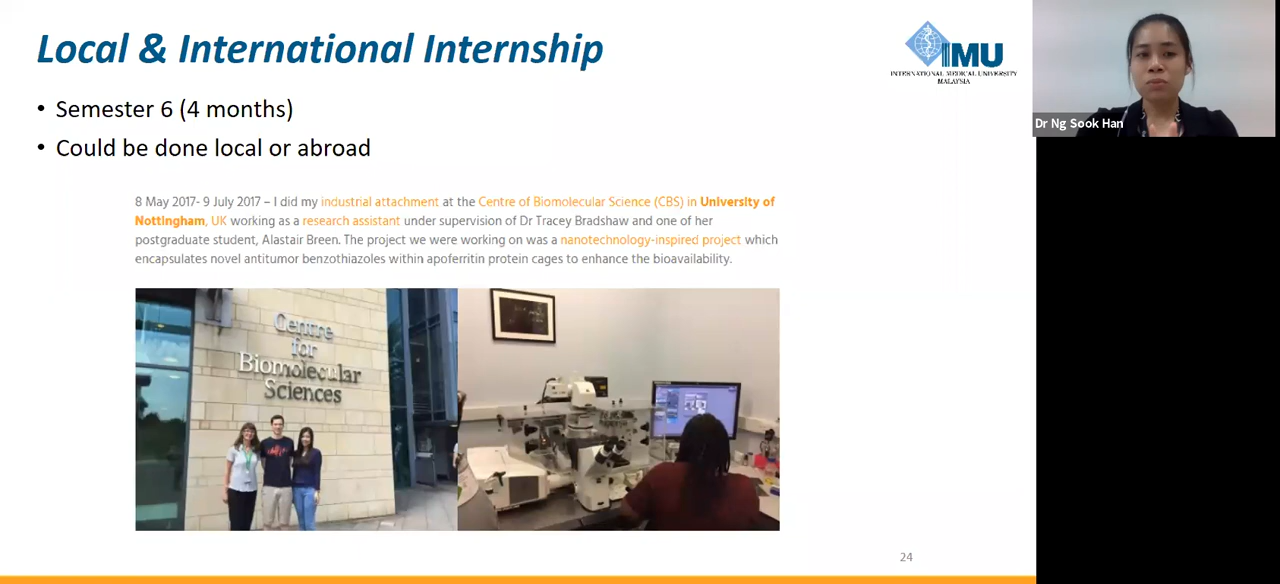 Local & International Internship
IMU
INTERNATIONAL MEDICAL UNIVERSITY
MALAYSIA
• Semester 6 (4 months)
• Could be done local or abroad
8 May 2017- 9 July 2017 – I did my industrial attachment at the Centre of Biomolecular Science (CBS) in University of
Nottingham, UK working as a research assistant under supervision of Dr Tracey Bradshaw and one of her
postgraduate student, Alastair Breen. The project we were working on was a nanotechnology-inspired project which
encapsulates novel antitumor benzothiazoles within apoferritin protein cages to enhance the bioavailability.
Centre
for
Biomolecular
Sciences
24
Dr Ng Sook Han